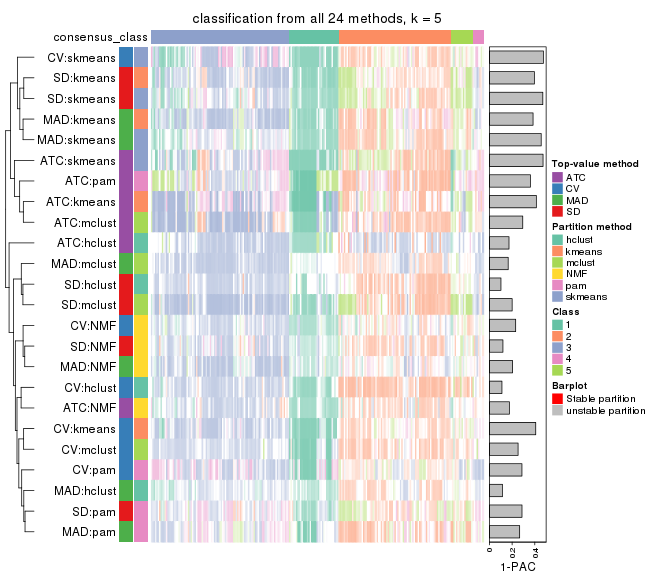 classification from all 24 methods, k = 5
consensus_class
CV:skmeans
SD:kmeans
SD:skmeans
MAD:kmeans
MAD:skmeans
ATC:skmeans
ATC:pam
ATC:kmeans
ATC:mclust
ATC:hclust
MAD:mclust
SD:hclust
SD:mclust
CV:NMF
SD:NMF
MAD:NMF
CV:hclust
ATC:NMF
CV:kmeans
CV:mclust
CV:pam
MAD:hclust
SD:pam
MAD:pam
0
0.2
0.4
1-PAC
Top-value method
ATC
CV
MAD
SD
Partition method
hclust
kmeans
mclust
NMF
pam
skmeans
Class
1
2
3
4
5
Barplot
Stable partition
unstable partition